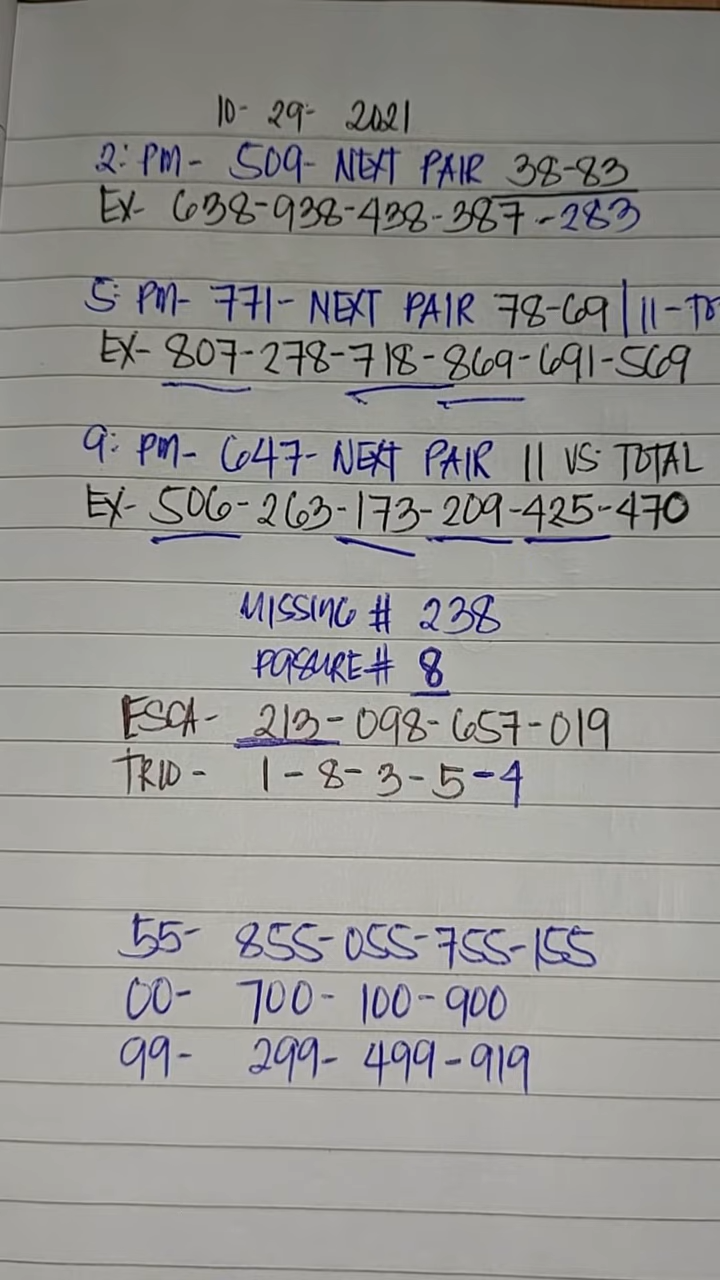 10- 29- 2021
2: PM- 509- NEXT PAIR 38-83
EX- 638-938-438-387-283
5: PM- 771- NEXT PAIR 78-69|11-TO
EX- 807-278-718-869-691-569
9: PM- 647- NEXT PAIR 11 VS TOTAL
EX- 506-263-173-209-425-470
MISSING # 238
PASURE# 8
ESCA- 213-098-657-019
TRIO- 1-8-3-5-4
55- 855-055-755-155
00- 700- 100-900
99- 299- 499-919